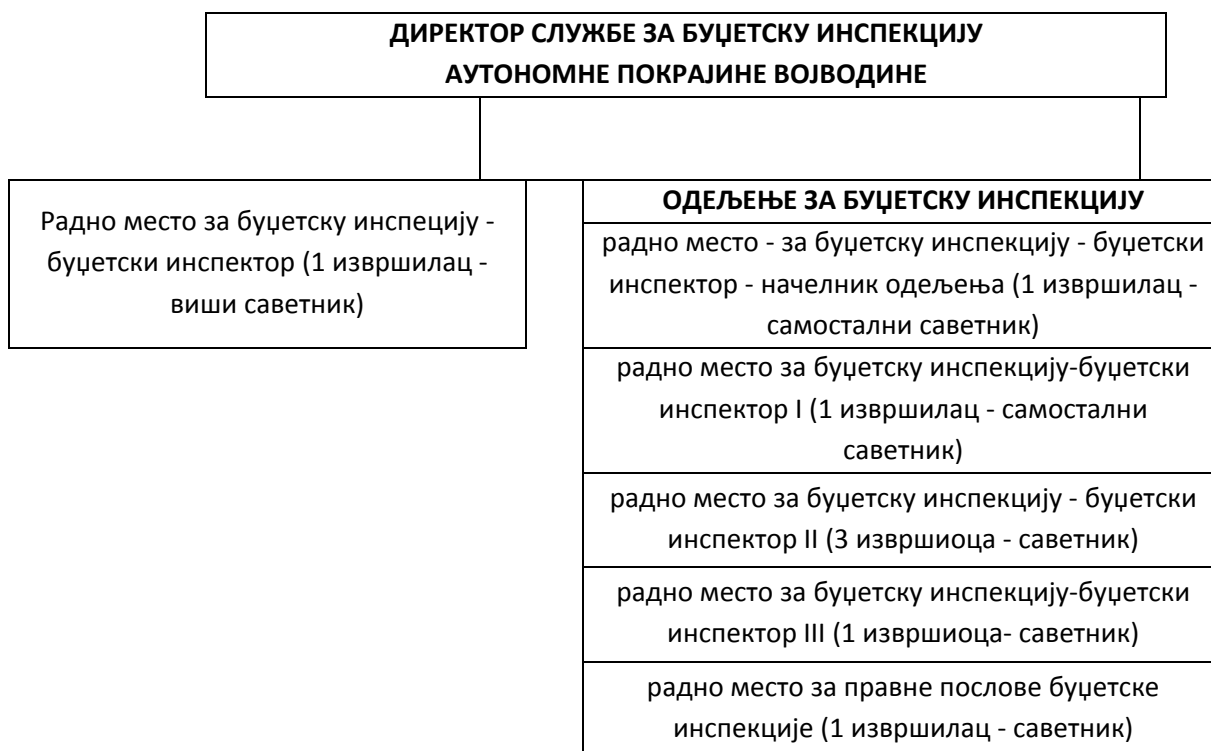 ДИРЕКТОР СЛУЖБЕ ЗА БУЏЕТСКУ ИНСПЕКЦИЈУ
АУТОНОМНЕ ПОКРАЈИНЕ ВОЈВОДИНЕ
Радно место за буџетску инспецију -
буџетски инспектор (1 извршилац -
виши саветник)
ОДЕЉЕЊЕ ЗА БУЏЕТСКУ ИНСПЕКЦИЈУ
радно место - за буџетску инспекцију - буџетски
инспектор - начелник одељења (1 извршилац -
самостални саветник)
радно место за буџетску инспекцију-буџетски
инспектор I (1 извршилац - самостални
саветник)
радно место за буџетску инспекцију - буџетски
инспектор II (3 извршиоца - саветник)
радно место за буџетску инспекцију-буџетски
инспектор III (1 извршиоца- саветник)
радно место за правне послове буџетске
инспекције (1 извршилац - саветник)